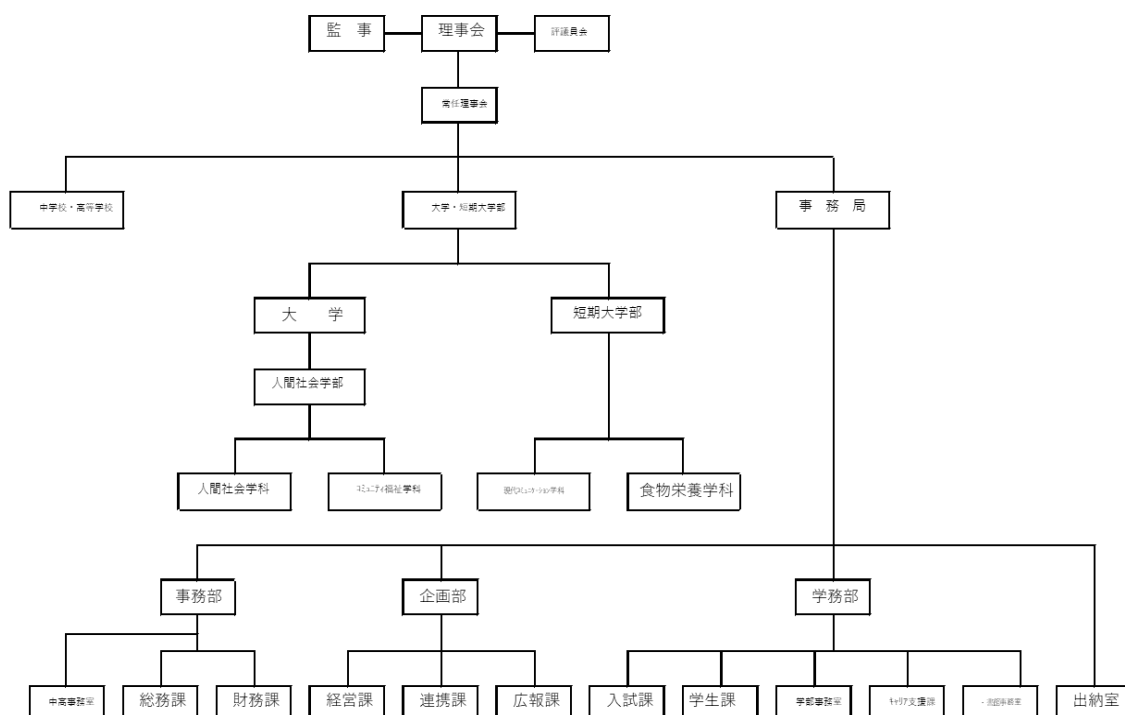 監　事
理事会
評議員会
常任理事会
中学校・高等学校
大学・短期大学部
事　務　局
大　　学
短期大学部
人間社会学部
人間社会学科
コミュニティ福祉学科
現代コミュニケーション学科
食物栄養学科
事務部
企画部
学務部
中高事務室
総務課
財務課
経営課
連携課
広報課
入試課
学生課
学部事務室
キャリア支援課
事務室
出納室